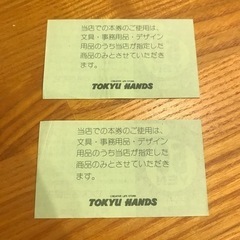 当店での本券のご使用は、
文具・事務用品・デザイン
用品のうち当店が指定した
商品のみとさせていただき
ます。
TOKYU HANDS
当店での本券のご使用は、
文具・事務用品・デザイン
用品のうち当店が指定した
商品のみとさせていただき
ます。
TOKYU HANDS